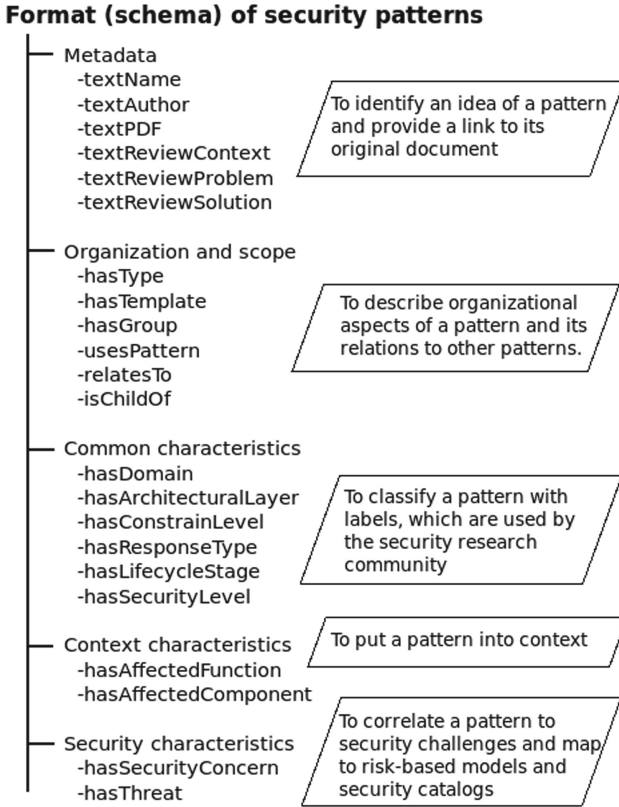 Format (schema) of security patterns
Metadata
-textName
-textAuthor
-textPDF
-textReviewContext
-textReviewProblem
-textReviewSolution
To identify an idea of a pattern
and provide a link to its
original document
Organization and scope
-hasType
-hasTemplate
-hasGroup
-usesPattern
-relatesTo
-isChildOf
To describe organizational
aspects of a pattern and its
relations to other patterns.
Common characteristics
-hasDomain
-hasArchitecturalLayer
-hasConstrainLevel
-hasResponseType
-hasLifecycleStage
-hasSecurityLevel
To classify a pattern with
labels, which are used by
the security research
community
Context characteristics
-hasAffectedFunction
-hasAffectedComponent
To put a pattern into context
Security characteristics
-hasSecurityConcern
-hasThreat
To correlate a pattern to
security challenges and map
to risk-based models and
security catalogs